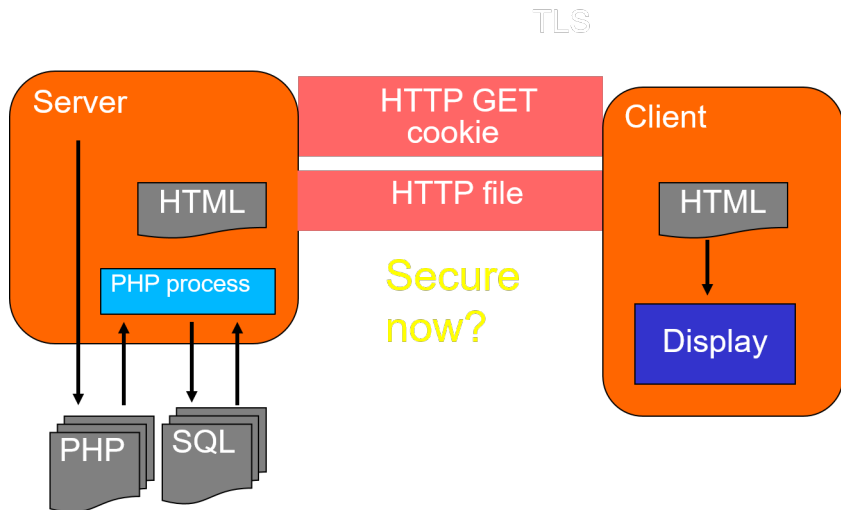 TLS
Server
HTTP GET
cookie
Client
HTTP file
HTML
HTML
PHP process
Secure
now?
Display
PHP
SQL